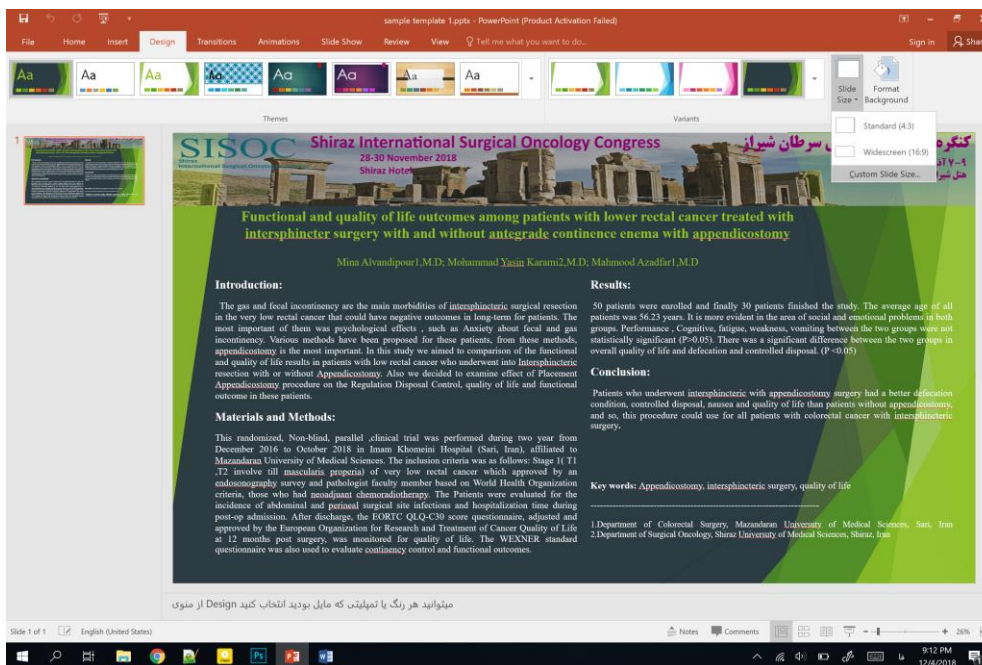 sample template 1.pptx - PowerPoint (Product Activation Failed)
File Home Insert Design Transitions Animations Slide Show Review View Tell me what you want to do... Sign in Shar
Aa Aa Aa Aa Aa Aa Aa Aa
Slide Size Format Background
Themes Variants
Standard (4:3)
Widescreen (16:9)
Custom Slide Size...
1
SISOC
Shiraz
International Surgical Oncology
Shiraz International Surgical Oncology Congress
28-30 November 2018
Shiraz Hotel
کنگره
سرطان شیراز
۷-۹
Functional and quality of life outcomes among patients with lower rectal cancer treated with
intersphincter surgery with and without antegrade continence enema with appendicostomy
Mina Alvandipour1,M.D; Mohammad Yasin Karami2,M.D; Mahmood Azadfar1,M.D
Introduction:
The gas and fecal incontinency are the main morbidities of intersphincteric surgical resection
in the very low rectal cancer that could have negative outcomes in long-term for patients. The
most important of them was psychological effects , such as Anxiety about fecal and gas
incontinency. Various methods have been proposed for these patients, from these methods,
appendicostomy is the most important. In this study we aimed to comparison of the functional
and quality of life results in patients with low rectal cancer who underwent into Intersphincteric
resection with or without Appendicostomy. Also we decided to examine effect of Placement
Appendicostomy procedure on the Regulation Disposal Control, quality of life and functional
outcome in these patients.
Materials and Methods:
This randomized, Non-blind, parallel ,clinical trial was performed during two year from
December 2016 to October 2018 in Imam Khomeini Hospital (Sari, Iran), affiliated to
Mazandaran University of Medical Sciences. The inclusion criteria was as follows: Stage 1( T1
,T2 involve till mascularis properia) of very low rectal cancer which approved by an
endosonography survey and pathologist faculty member based on World Health Organization
criteria, those who had neoadjuant chemoradiotherapy. The Patients were evaluated for the
incidence of abdominal and perineal surgical site infections and hospitalization time during
post-op admission. After discharge, the EORTC QLQ-C30 score questionnaire, adjusted and
approved by the European Organization for Research and Treatment of Cancer Quality of Life
at 12 months post surgery, was monitored for quality of life. The WEXNER standard
questionnaire was also used to evaluate continency control and functional outcomes.
Results:
50 patients were enrolled and finally 30 patients finished the study. The average age of all
patients was 56.23 years. It is more evident in the area of social and emotional problems in both
groups. Performance , Cognitive, fatigue, weakness, vomiting between the two groups were not
statistically significant (P>0.05). There was a significant difference between the two groups in
overall quality of life and defecation and controlled disposal. (P <0.05)
Conclusion:
Patients who underwent intersphincteric with appendicostomy surgery had a better defecation
condition, controlled disposal, nausea and quality of life than patients without appendicostomy,
and so, this procedure could use for all patients with colorectal cancer with intersphincteric
surgery.
Key words: Appendicostomy, intersphincteric surgery, quality of life
1.Department of Colorectal Surgery, Mazandaran University of Medical Sciences, Sari, Iran
2.Department of Surgical Oncology, Shiraz University of Medical Sciences, Shiraz, Iran
میتوانید هر رنگ یا تمپلیتی که مایل بودید انتخاب کنید Design از منوی
Slide 1 of 1 English (United States) Notes Comments 26%
9:12 PM
12/4/2018